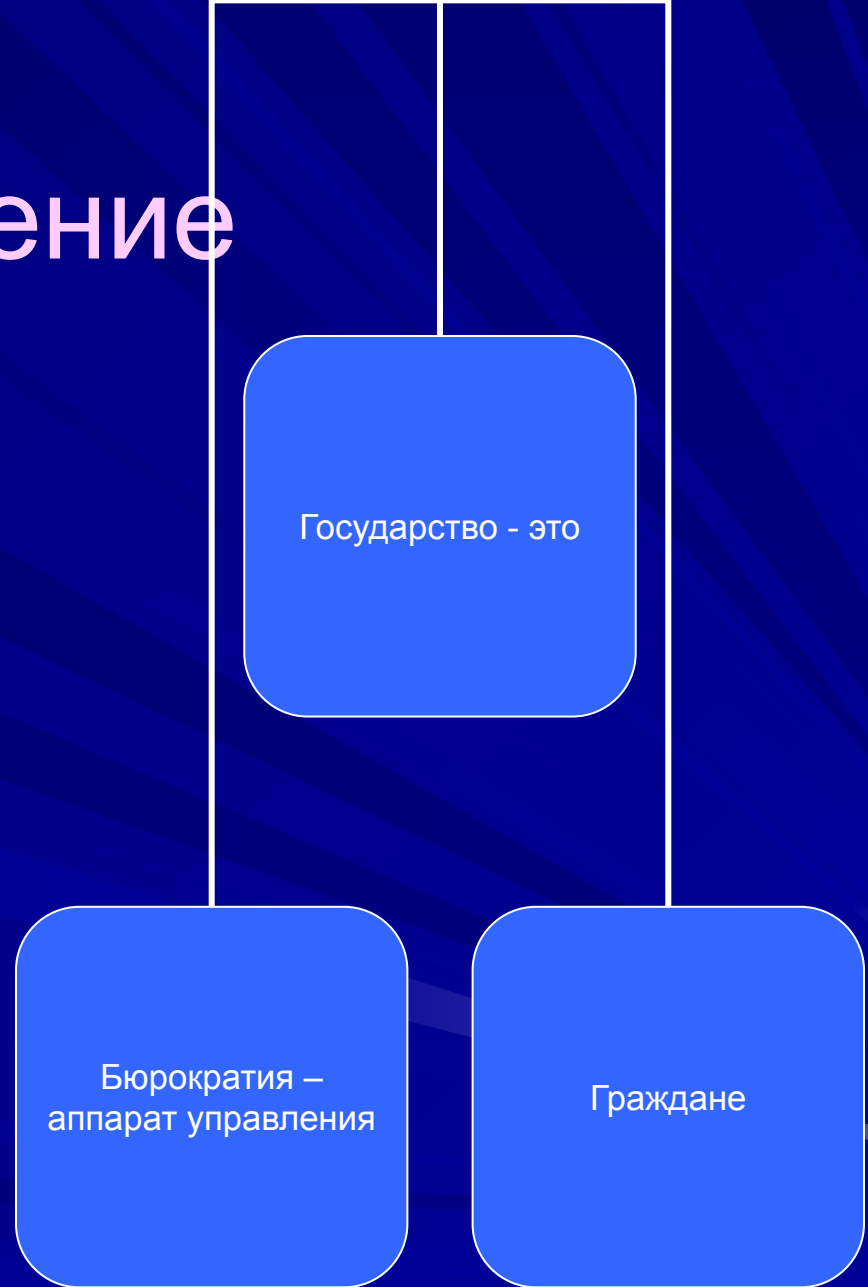 ение
Государство - это
Бюрократия –
аппарат управления
Граждане